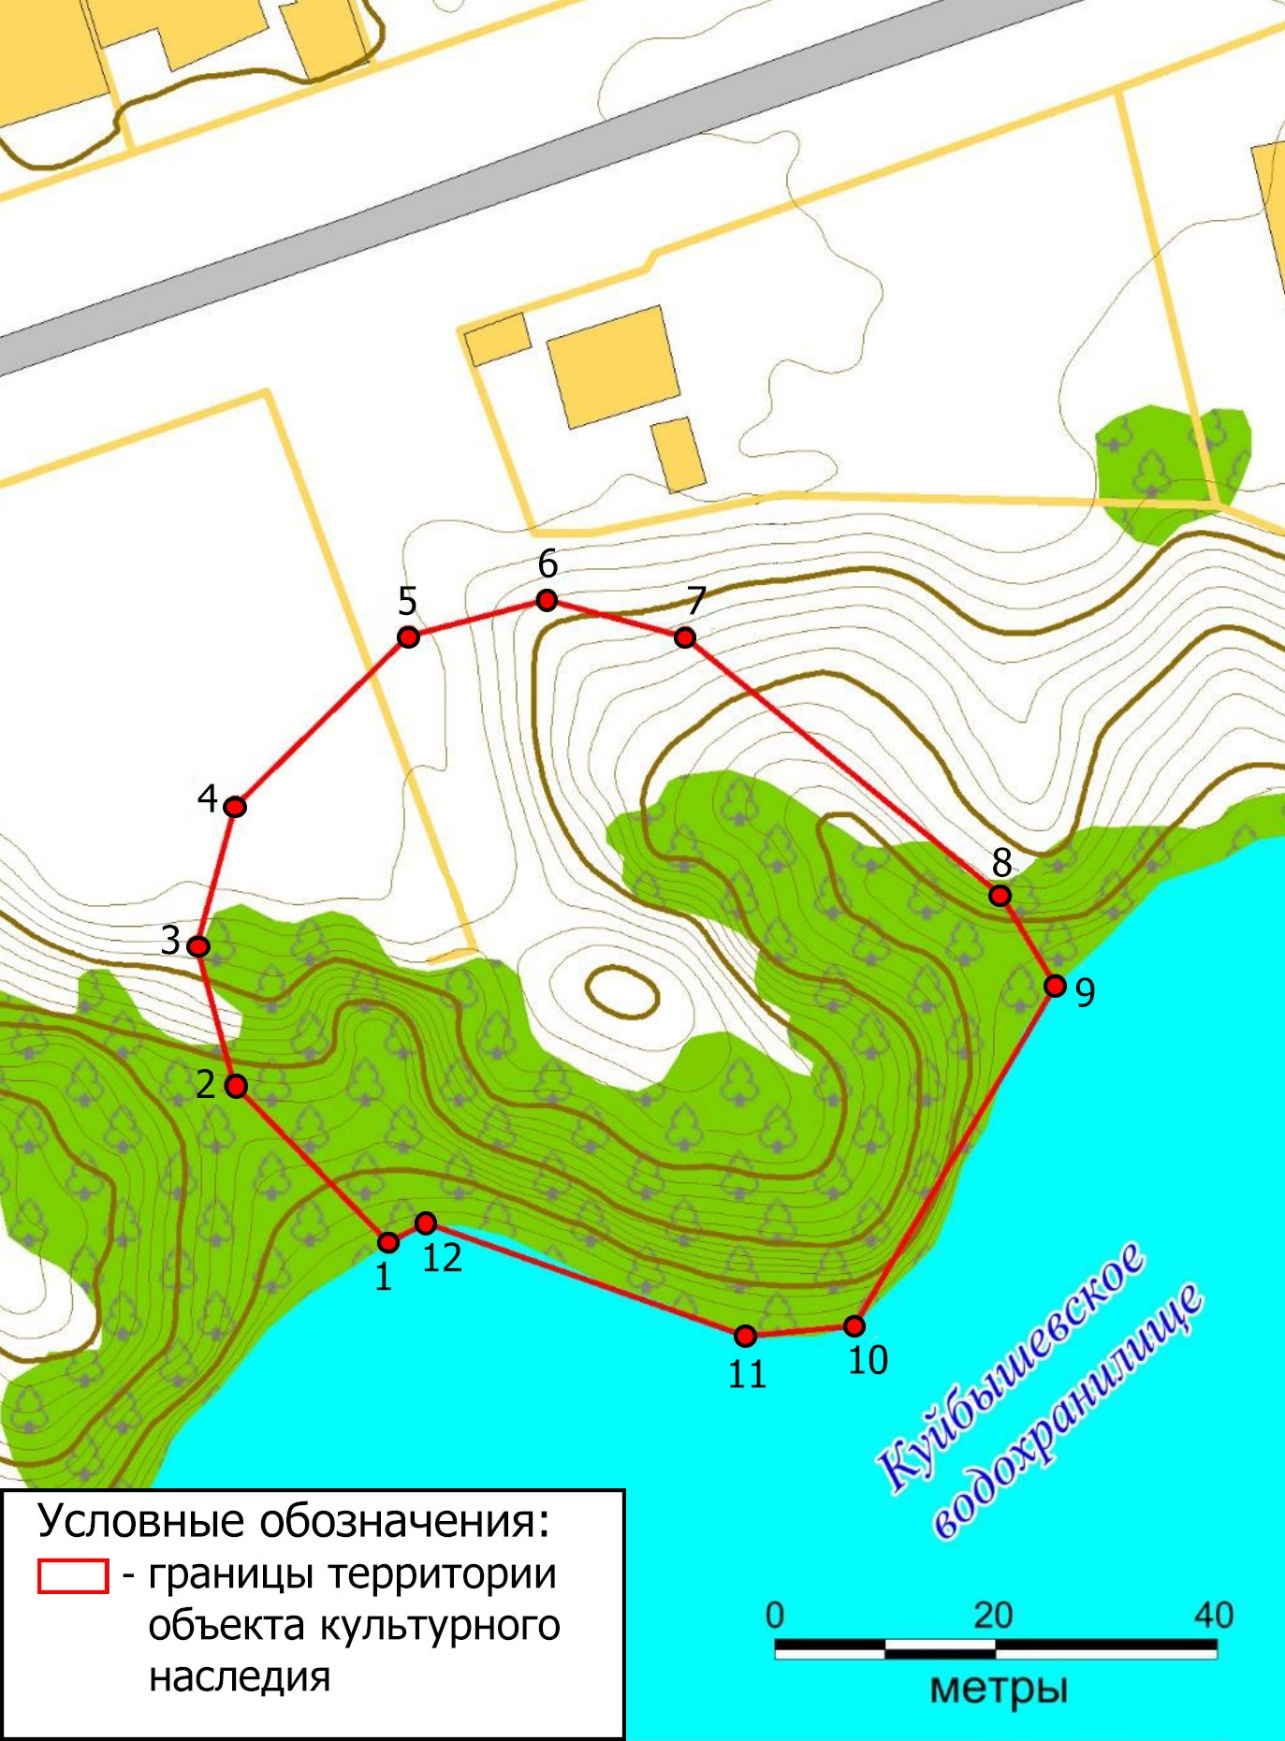 6
5
7
4
8
3
9
2
1
12
11
10
Куйбышевское
водохранилище
Условные обозначения:
- границы территории
объекта культурного
наследия
0 20 40
метры